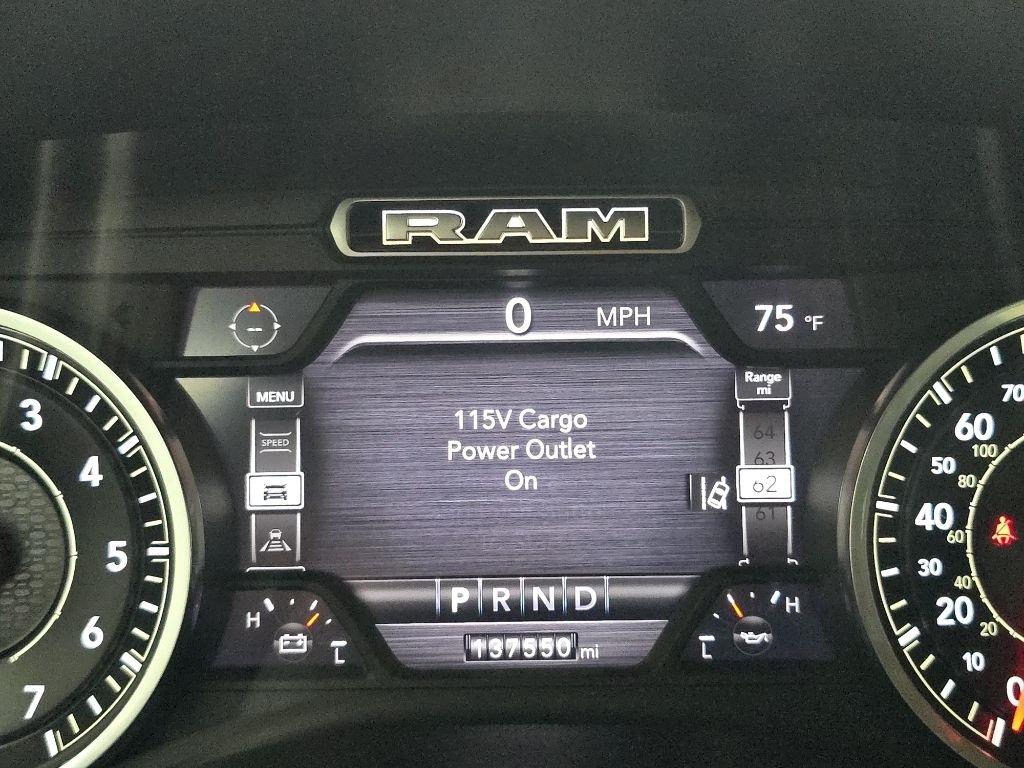 RAM
0 MPH
75 °F
MENU
Range
mi
SPEED
115V Cargo
Power Outlet
On
64
63
62
61
P R N D
H
L
H
L
137550 mi
3
4
5
6
7
70
60
100
50
80
40
60
30
40
20
20
10
0